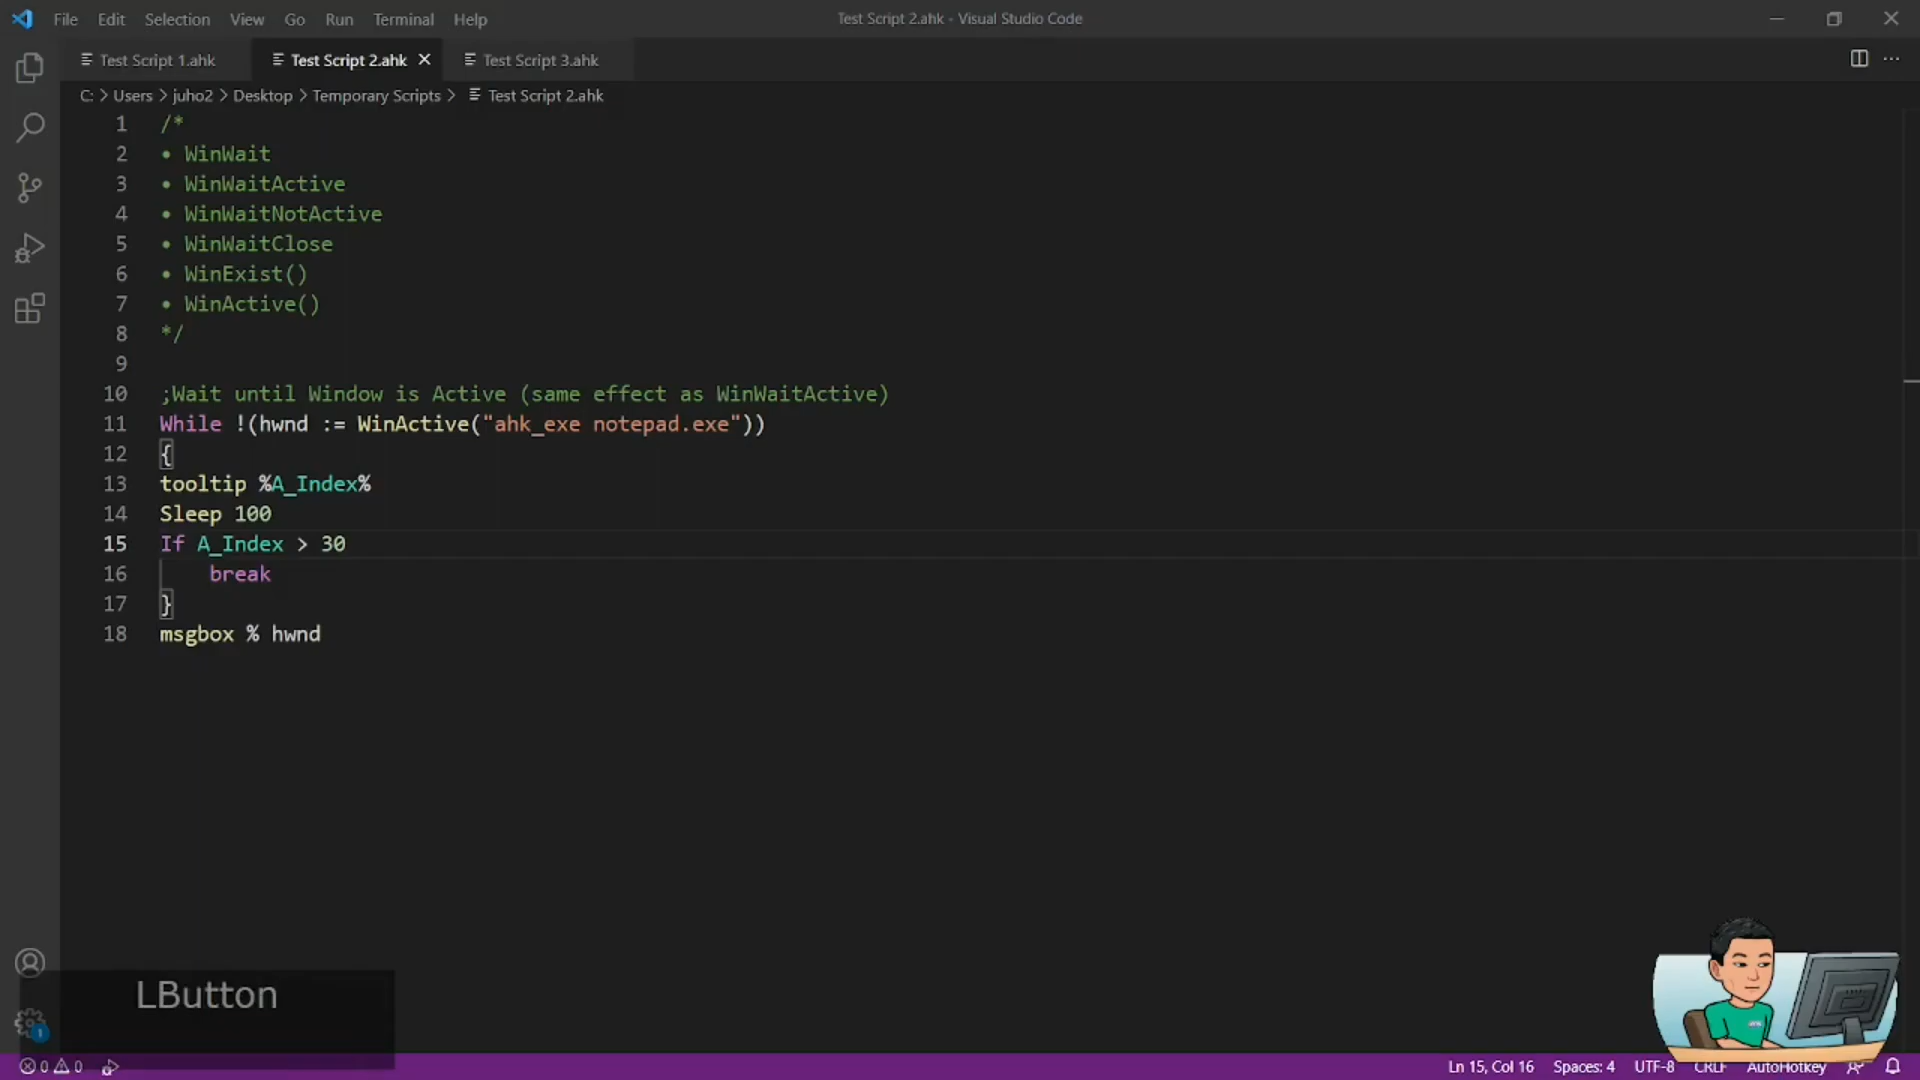 File Edit Selection View Go Run Terminal Help
Test Script 2.ahk - Visual Studio Code
Test Script 1.ahk
Test Script 2.ahk
Test Script 3.ahk
C: > Users > juho2 > Desktop > Temporary Scripts > Test Script 2.ahk
1 /*
2 • WinWait
3 • WinWaitActive
4 • WinWaitNotActive
5 • WinWaitClose
6 • WinExist()
7 • WinActive()
8 */
9
10 ;Wait until Window is Active (same effect as WinWaitActive)
11 While !(hwnd := WinActive("ahk_exe notepad.exe"))
12 {
13 tooltip %A_Index%
14 Sleep 100
15 If A_Index > 30
16 break
17 }
18 msgbox % hwnd
LButton
1
0 0
Ln 15, Col 16 Spaces: 4 UTF-8 CRLF AutoHotkey